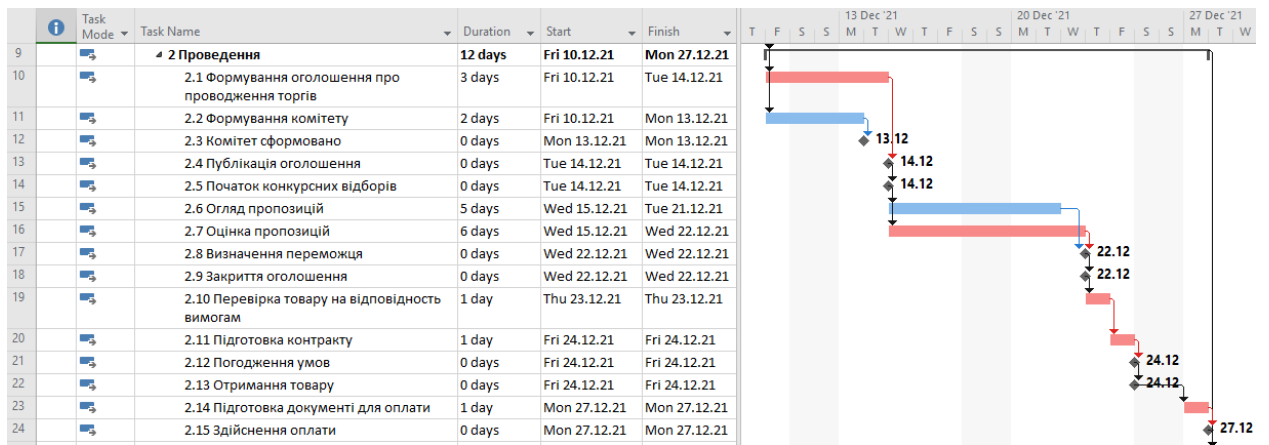 Task Mode Task Name Duration Start Finish 13 Dec '21 20 Dec '21 27 Dec '21
T F S S M T W T F S S M T W T F S S M T W
9 2 Проведення 12 days Fri 10.12.21 Mon 27.12.21
10 2.1 Формування оголошення про 3 days Fri 10.12.21 Tue 14.12.21
проводження торгів
11 2.2 Формування комітету 2 days Fri 10.12.21 Mon 13.12.21
12 2.3 Комітет сформовано 0 days Mon 13.12.21 Mon 13.12.21 13.12
13 2.4 Публікація оголошення 0 days Tue 14.12.21 Tue 14.12.21 14.12
14 2.5 Початок конкурсних відборів 0 days Tue 14.12.21 Tue 14.12.21 14.12
15 2.6 Огляд пропозицій 5 days Wed 15.12.21 Tue 21.12.21
16 2.7 Оцінка пропозицій 6 days Wed 15.12.21 Wed 22.12.21
17 2.8 Визначення переможця 0 days Wed 22.12.21 Wed 22.12.21 22.12
18 2.9 Закриття оголошення 0 days Wed 22.12.21 Wed 22.12.21 22.12
19 2.10 Перевірка товару на відповідність 1 day Thu 23.12.21 Thu 23.12.21
вимогам
20 2.11 Підготовка контракту 1 day Fri 24.12.21 Fri 24.12.21
21 2.12 Погодження умов 0 days Fri 24.12.21 Fri 24.12.21 24.12
22 2.13 Отримання товару 0 days Fri 24.12.21 Fri 24.12.21 24.12
23 2.14 Підготовка документі для оплати 1 day Mon 27.12.21 Mon 27.12.21
24 2.15 Здійснення оплати 0 days Mon 27.12.21 Mon 27.12.21 27.12